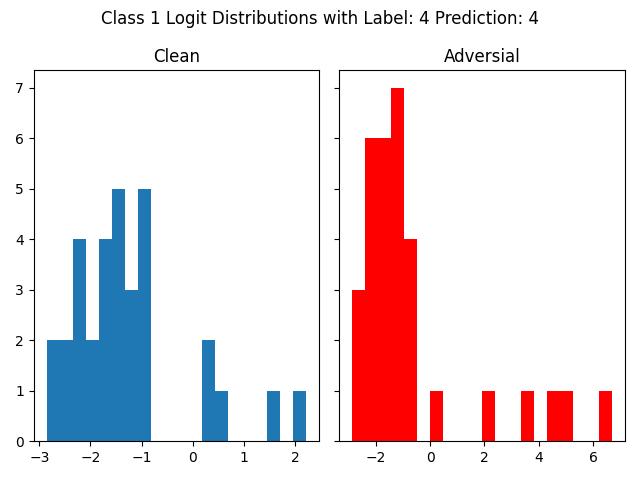 Class 1 Logit Distributions with Label: 4 Prediction: 4
Clean
Adversial
7
6
5
4
3
2
1
0
−3 −2 −1 0 1 2
−2 0 2 4 6